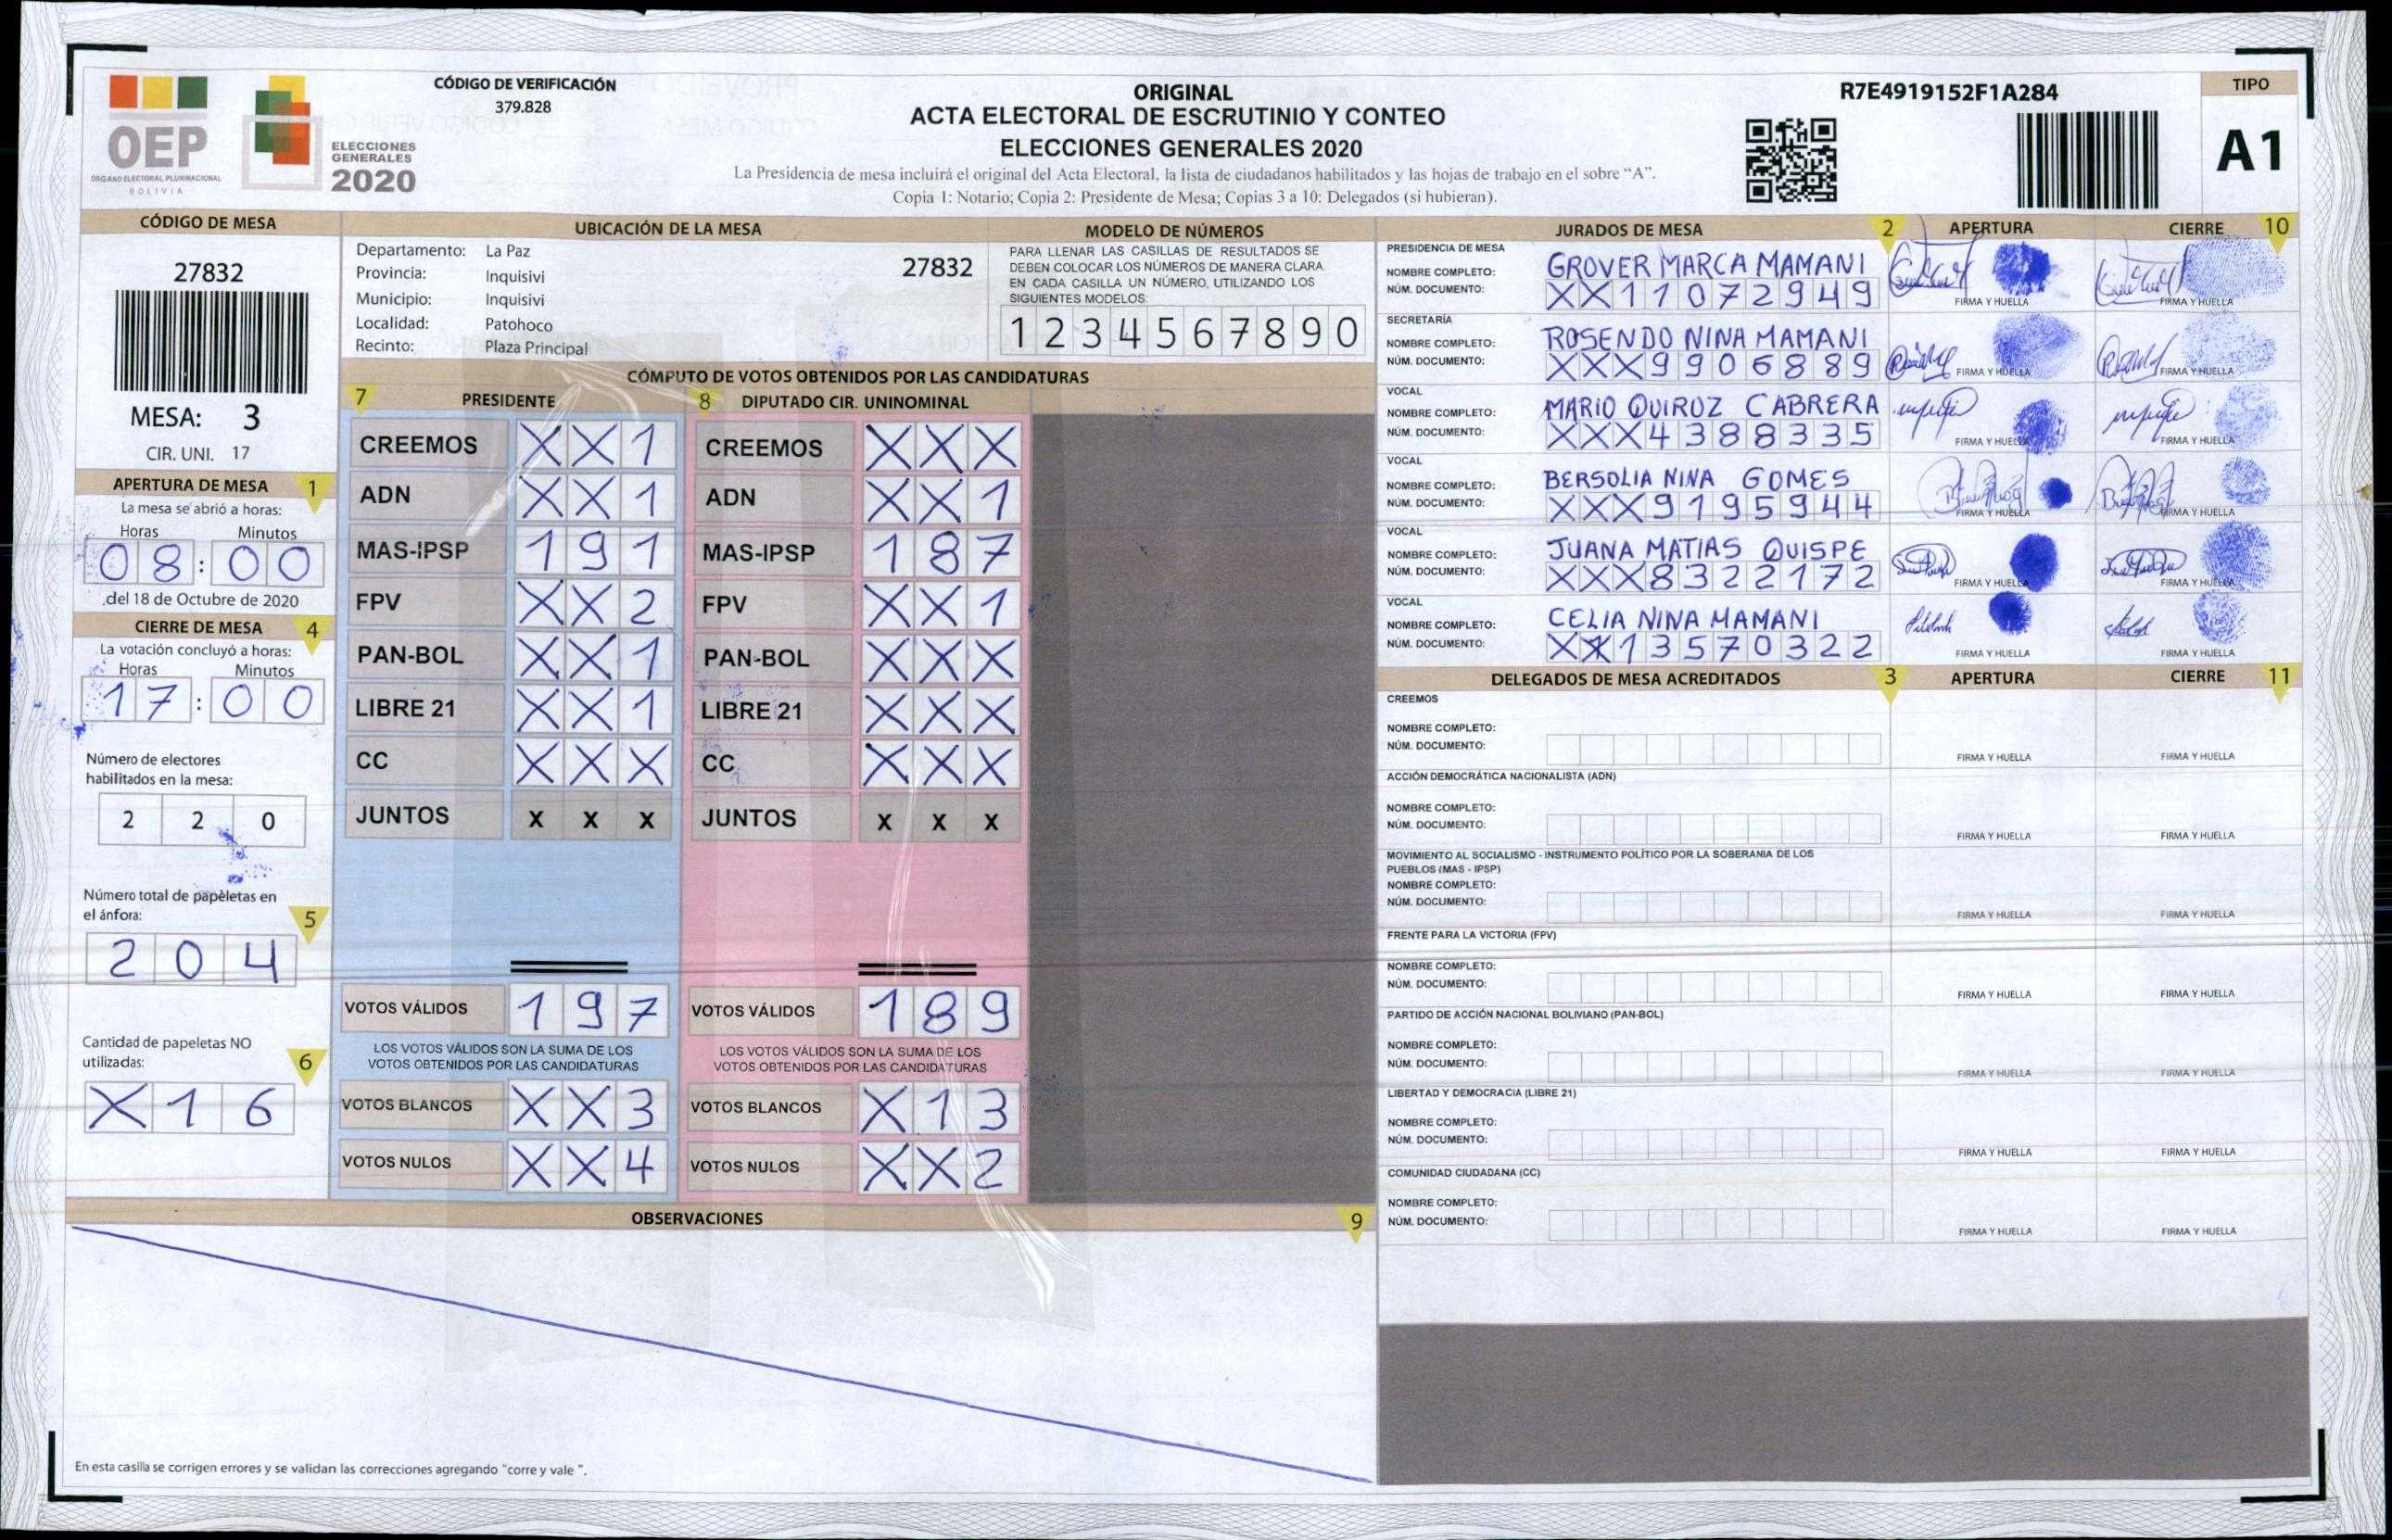 OEP
ÓRGANO ELECTORAL PLURINACIONAL
BOLIVIA
ELECCIONES
GENERALES
2020
CÓDIGO DE VERIFICACIÓN
379.828
ORIGINAL
ACTA ELECTORAL DE ESCRUTINIO Y CONTEO
ELECCIONES GENERALES 2020
La Presidencia de mesa incluirá el original del Acta Electoral, la lista de ciudadanos habilitados y las hojas de trabajo en el sobre “A”.
Copia 1: Notario; Copia 2: Presidente de Mesa; Copias 3 a 10: Delegados (si hubieran).
R7E4919152F1A284
TIPO
A1
CÓDIGO DE MESA
27832
MESA: 3
CIR. UNI. 17
APERTURA DE MESA 1
La mesa se abrió a horas:
Horas Minutos
08:00
del 18 de Octubre de 2020
CIERRE DE MESA 4
La votación concluyó a horas:
Horas Minutos
17:00
Número de electores
habilitados en la mesa:
2 2 0
Número total de papeletas en
el ánfora: 5
2 0 4
Cantidad de papeletas NO
utilizadas: 6
X 1 6
UBICACIÓN DE LA MESA
Departamento: La Paz
Provincia: Inquisivi
Municipio: Inquisivi
Localidad: Patohoco
Recinto: Plaza Principal
27832
MODELO DE NÚMEROS
PARA LLENAR LAS CASILLAS DE RESULTADOS SE
DEBEN COLOCAR LOS NÚMEROS DE MANERA CLARA
EN CADA CASILLA UN NÚMERO, UTILIZANDO LOS
SIGUIENTES MODELOS:
1 2 3 4 5 6 7 8 9 0
CÓMPUTO DE VOTOS OBTENIDOS POR LAS CANDIDATURAS
7 PRESIDENTE 8 DIPUTADO CIR. UNINOMINAL
CREEMOS X X 1 CREEMOS X X X
ADN X X 1 ADN X X 1
MAS-IPSP 1 9 1 MAS-IPSP 1 8 7
FPV X X 2 FPV X X 1
PAN-BOL X X 1 PAN-BOL X X X
LIBRE 21 X X 1 LIBRE 21 X X X
CC X X X CC X X X
JUNTOS X X X JUNTOS X X X
VOTOS VÁLIDOS 1 9 7 VOTOS VÁLIDOS 1 8 9
LOS VOTOS VÁLIDOS SON LA SUMA DE LOS LOS VOTOS VÁLIDOS SON LA SUMA DE LOS
VOTOS OBTENIDOS POR LAS CANDIDATURAS VOTOS OBTENIDOS POR LAS CANDIDATURAS
VOTOS BLANCOS X X 3 VOTOS BLANCOS X 1 3
VOTOS NULOS X X 4 VOTOS NULOS X X 2
OBSERVACIONES 9
En esta casilla se corrigen errores y se validan las correcciones agregando "corre y vale ".
JURADOS DE MESA 2 APERTURA CIERRE 10
PRESIDENCIA DE MESA
NOMBRE COMPLETO: GROVER MARCA MAMANI
NÚM. DOCUMENTO: XX11072949 FIRMA Y HUELLA FIRMA Y HUELLA
SECRETARÍA
NOMBRE COMPLETO: ROSENDO NINA MAMANI
NÚM. DOCUMENTO: XXX9906889 FIRMA Y HUELLA FIRMA Y HUELLA
VOCAL
NOMBRE COMPLETO: MARIO QUIROZ CABRERA
NÚM. DOCUMENTO: XXX4388335 FIRMA Y HUELLA FIRMA Y HUELLA
VOCAL
NOMBRE COMPLETO: BERSOLIA NINA GOMES
NÚM. DOCUMENTO: XXX9195944 FIRMA Y HUELLA FIRMA Y HUELLA
VOCAL
NOMBRE COMPLETO: JUANA MATIAS QUISPE
NÚM. DOCUMENTO: XXX8322172 FIRMA Y HUELLA FIRMA Y HUELLA
VOCAL
NOMBRE COMPLETO: CELIA NINA MAMANI
NÚM. DOCUMENTO: XX13570322 FIRMA Y HUELLA FIRMA Y HUELLA
DELEGADOS DE MESA ACREDITADOS 3 APERTURA CIERRE 11
CREEMOS
NOMBRE COMPLETO:
NÚM. DOCUMENTO: FIRMA Y HUELLA FIRMA Y HUELLA
ACCIÓN DEMOCRÁTICA NACIONALISTA (ADN)
NOMBRE COMPLETO:
NÚM. DOCUMENTO: FIRMA Y HUELLA FIRMA Y HUELLA
MOVIMIENTO AL SOCIALISMO - INSTRUMENTO POLÍTICO POR LA SOBERANIA DE LOS
PUEBLOS (MAS - IPSP)
NOMBRE COMPLETO:
NÚM. DOCUMENTO: FIRMA Y HUELLA FIRMA Y HUELLA
FRENTE PARA LA VICTORIA (FPV)
NOMBRE COMPLETO:
NÚM. DOCUMENTO: FIRMA Y HUELLA FIRMA Y HUELLA
PARTIDO DE ACCIÓN NACIONAL BOLIVIANO (PAN-BOL)
NOMBRE COMPLETO:
NÚM. DOCUMENTO: FIRMA Y HUELLA FIRMA Y HUELLA
LIBERTAD Y DEMOCRACIA (LIBRE 21)
NOMBRE COMPLETO:
NÚM. DOCUMENTO: FIRMA Y HUELLA FIRMA Y HUELLA
COMUNIDAD CIUDADANA (CC)
NOMBRE COMPLETO:
NÚM. DOCUMENTO: FIRMA Y HUELLA FIRMA Y HUELLA